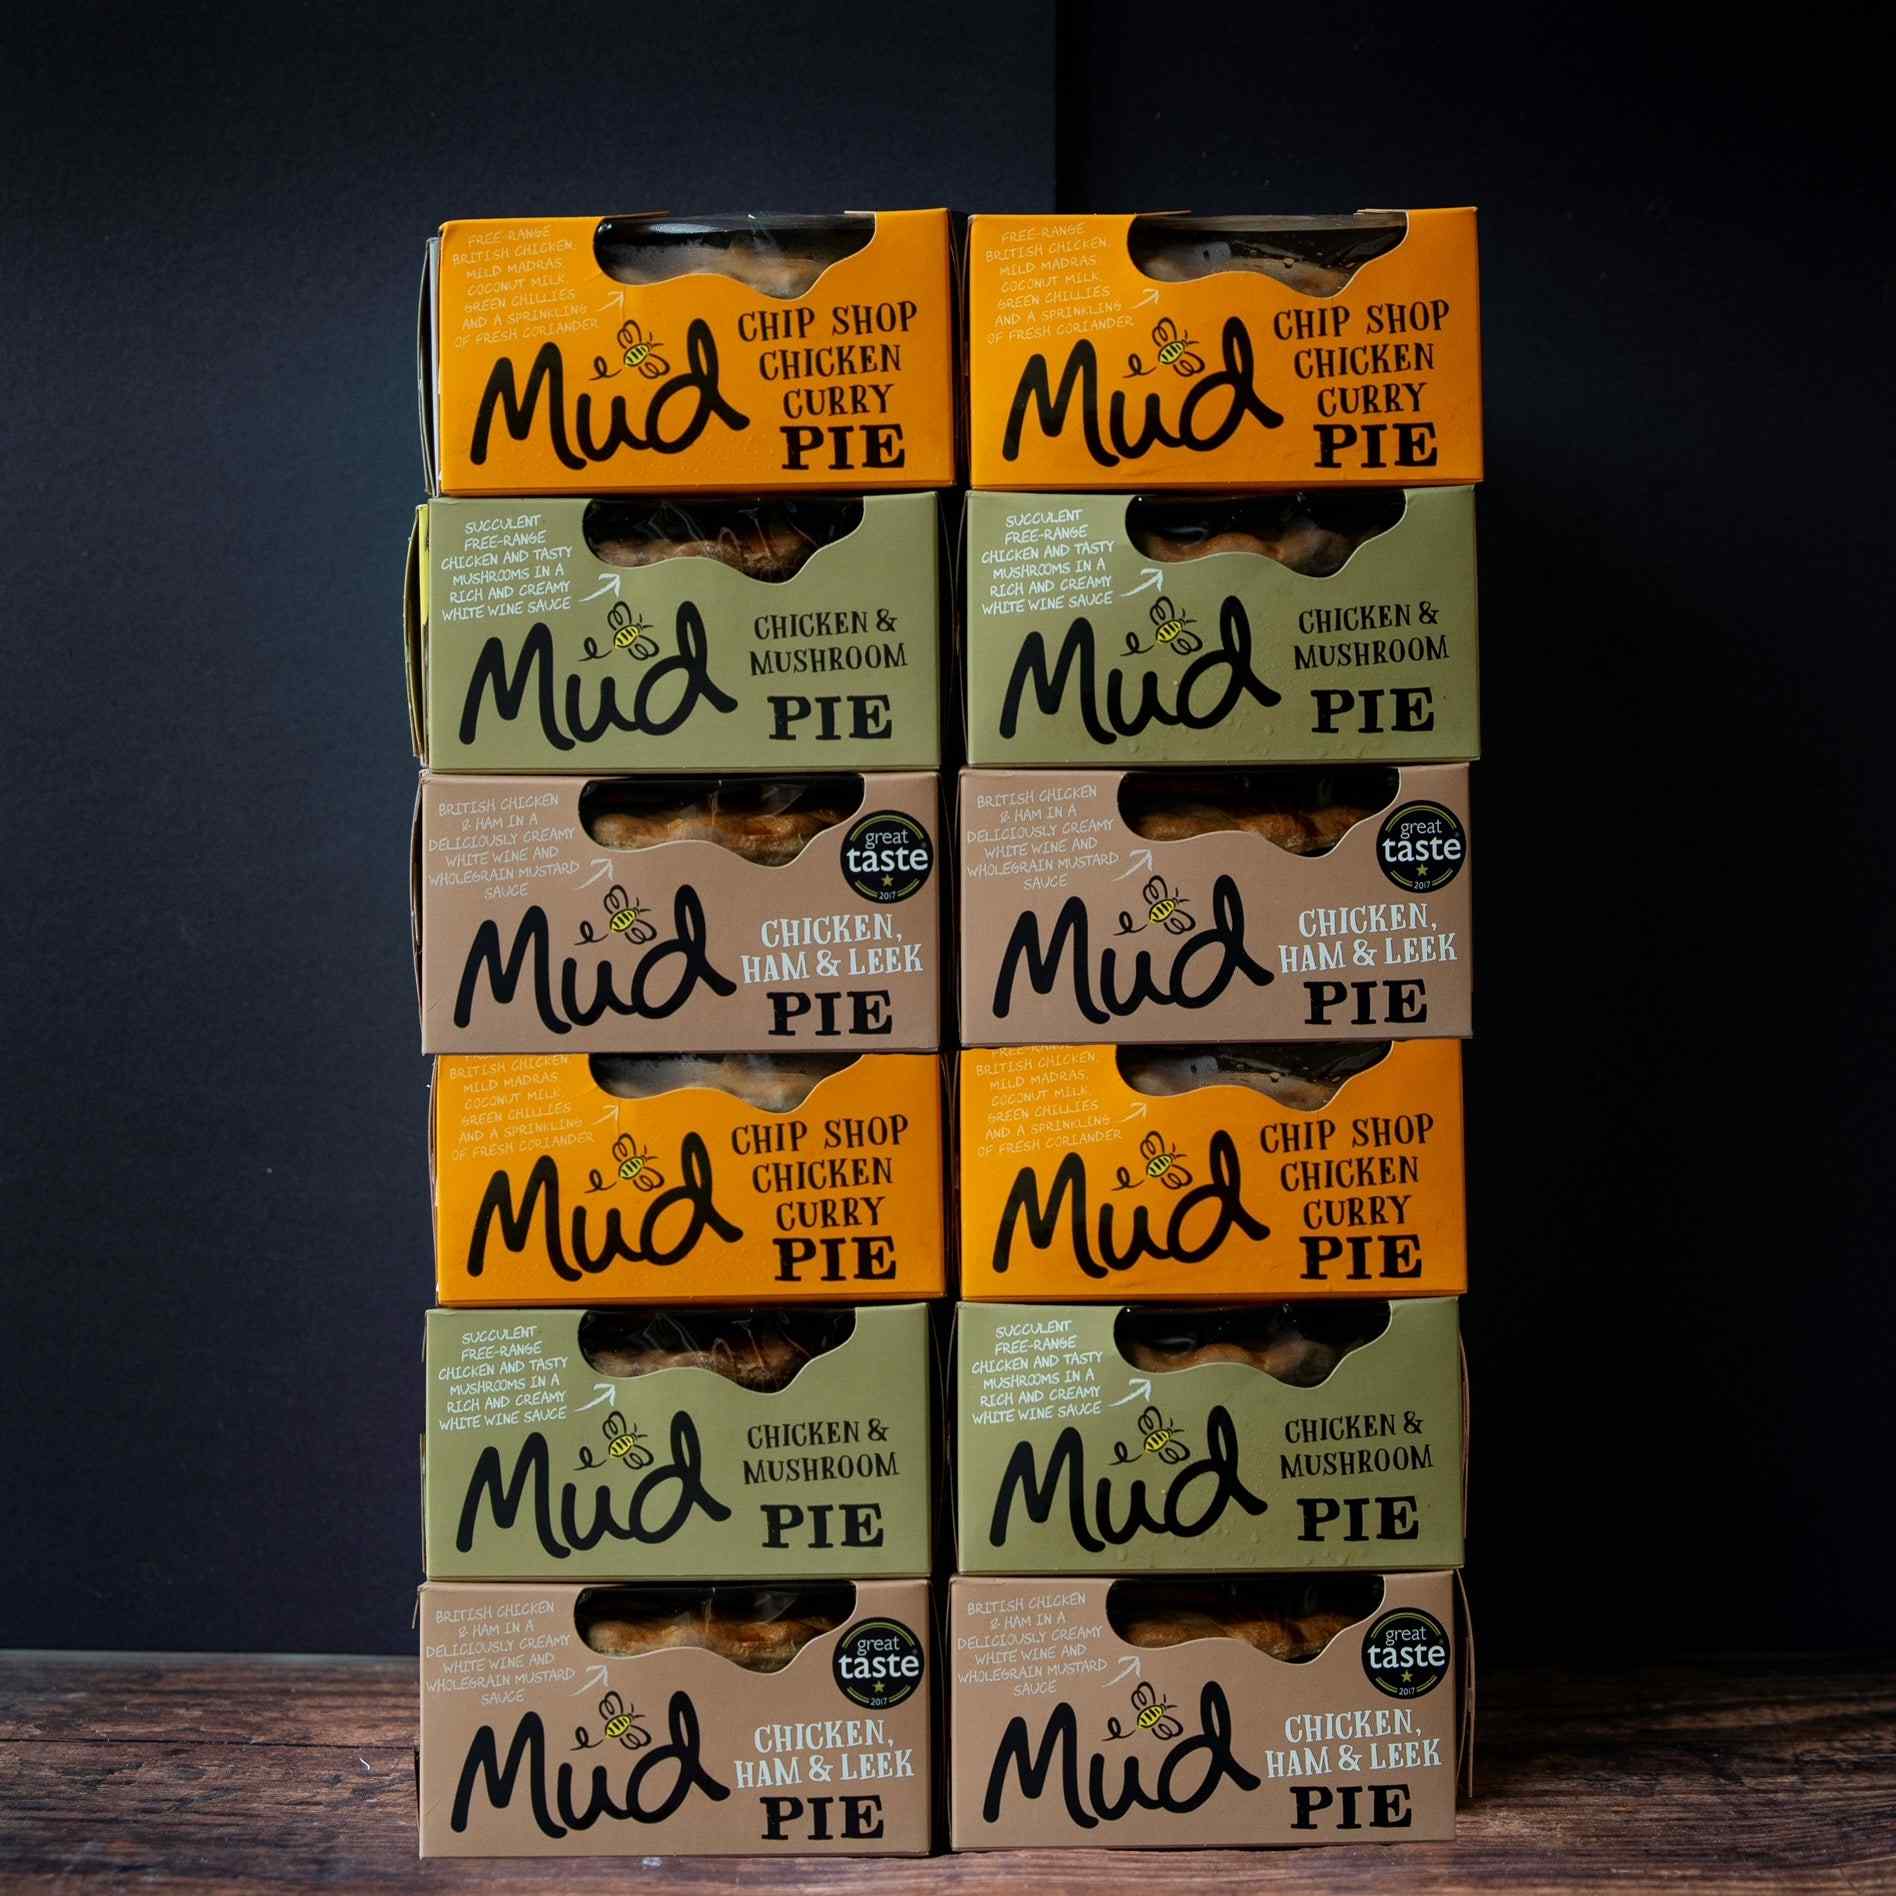 FREE-RANGE
BRITISH CHICKEN,
MILD MADRAS,
COCONUT MILK,
GREEN CHILLIES
AND A SPRINKLING
OF FRESH CORIANDER
Mud
CHIP SHOP
CHICKEN
CURRY
PIE
FREE-RANGE
BRITISH CHICKEN,
MILD MADRAS,
COCONUT MILK,
GREEN CHILLIES
AND A SPRINKLING
OF FRESH CORIANDER
Mud
CHIP SHOP
CHICKEN
CURRY
PIE
SUCCULENT
FREE-RANGE
CHICKEN AND TASTY
MUSHROOMS IN A
RICH AND CREAMY
WHITE WINE SAUCE
Mud
CHICKEN &
MUSHROOM
PIE
SUCCULENT
FREE-RANGE
CHICKEN AND TASTY
MUSHROOMS IN A
RICH AND CREAMY
WHITE WINE SAUCE
Mud
CHICKEN &
MUSHROOM
PIE
BRITISH CHICKEN
& HAM IN A
DELICIOUSLY CREAMY
WHITE WINE AND
WHOLEGRAIN MUSTARD
SAUCE
great
taste
2017
Mud
CHICKEN,
HAM & LEEK
PIE
BRITISH CHICKEN
& HAM IN A
DELICIOUSLY CREAMY
WHITE WINE AND
WHOLEGRAIN MUSTARD
SAUCE
great
taste
2017
Mud
CHICKEN,
HAM & LEEK
PIE
FREE-RANGE
BRITISH CHICKEN,
MILD MADRAS,
COCONUT MILK,
GREEN CHILLIES
AND A SPRINKLING
OF FRESH CORIANDER
Mud
CHIP SHOP
CHICKEN
CURRY
PIE
FREE-RANGE
BRITISH CHICKEN,
MILD MADRAS,
COCONUT MILK,
GREEN CHILLIES
AND A SPRINKLING
OF FRESH CORIANDER
Mud
CHIP SHOP
CHICKEN
CURRY
PIE
SUCCULENT
FREE-RANGE
CHICKEN AND TASTY
MUSHROOMS IN A
RICH AND CREAMY
WHITE WINE SAUCE
Mud
CHICKEN &
MUSHROOM
PIE
SUCCULENT
FREE-RANGE
CHICKEN AND TASTY
MUSHROOMS IN A
RICH AND CREAMY
WHITE WINE SAUCE
Mud
CHICKEN &
MUSHROOM
PIE
BRITISH CHICKEN
& HAM IN A
DELICIOUSLY CREAMY
WHITE WINE AND
WHOLEGRAIN MUSTARD
SAUCE
great
taste
2017
Mud
CHICKEN,
HAM & LEEK
PIE
BRITISH CHICKEN
& HAM IN A
DELICIOUSLY CREAMY
WHITE WINE AND
WHOLEGRAIN MUSTARD
SAUCE
great
taste
2017
Mud
CHICKEN,
HAM & LEEK
PIE